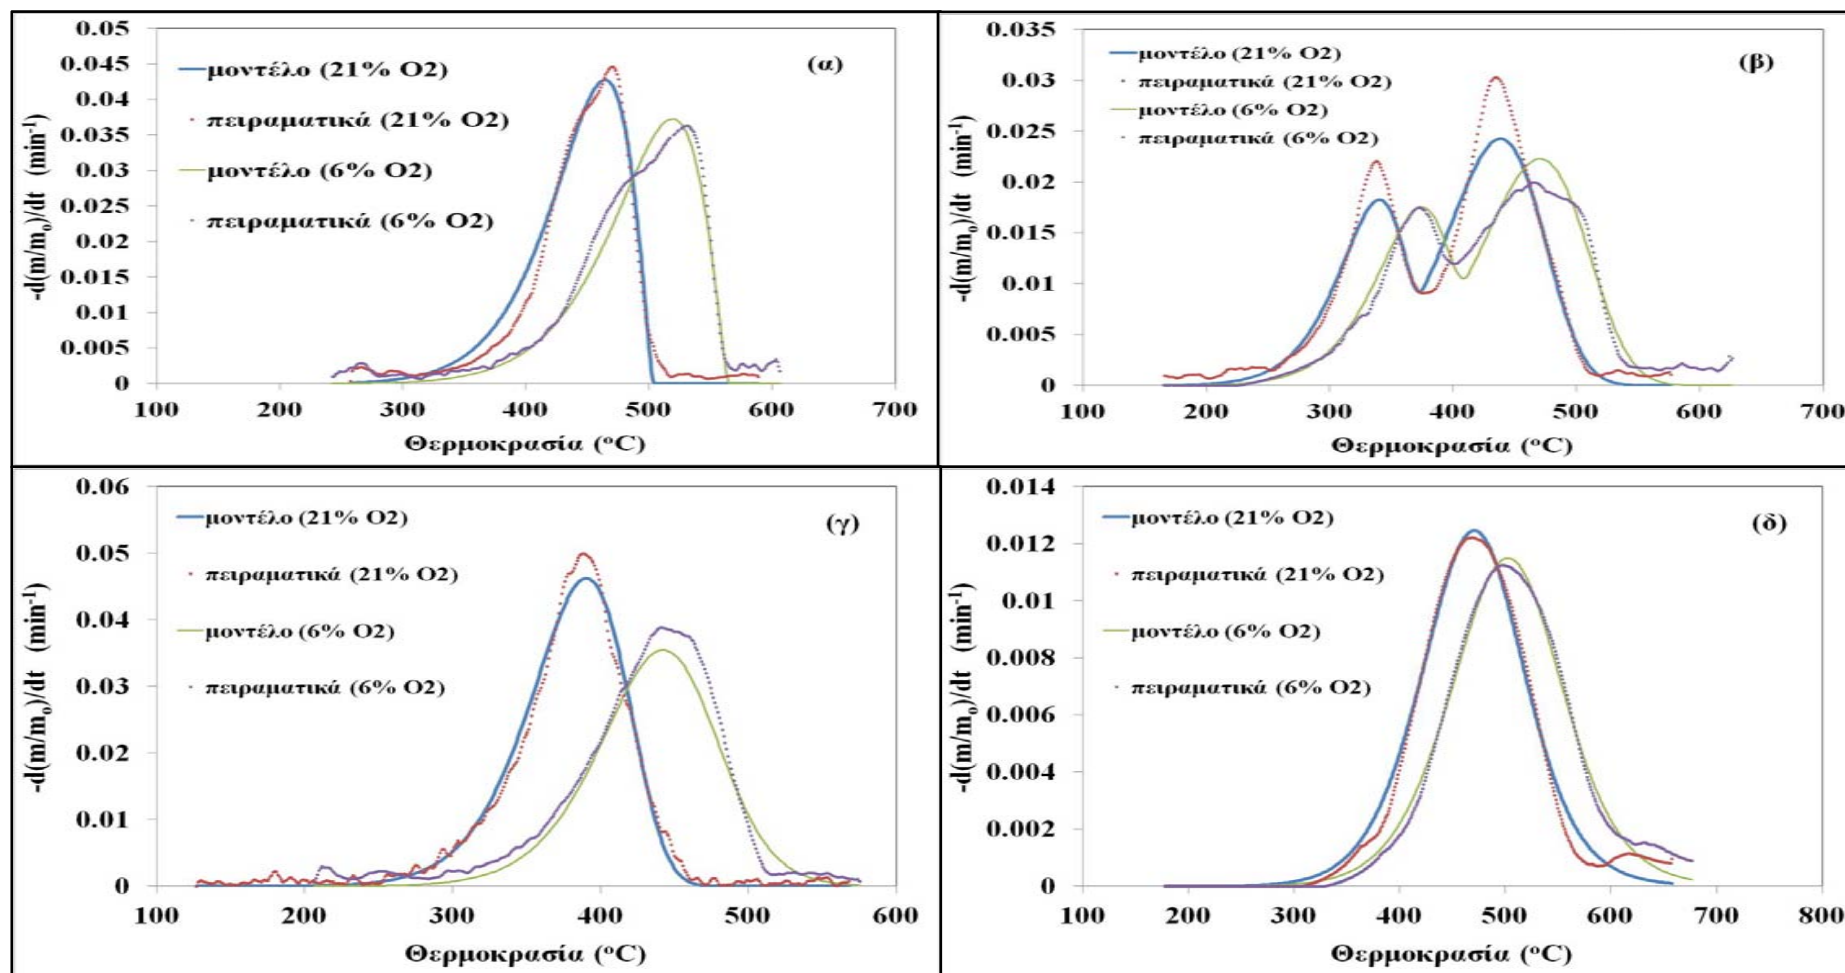 0.05
0.045
0.04
0.035
0.03
0.025
0.02
0.015
0.01
0.005
0
-d(m/m₀)/dt (min⁻¹)
μοντέλο (21% O2)
πειραματικά (21% O2)
μοντέλο (6% O2)
πειραματικά (6% O2)
(α)
100 200 300 400 500 600 700
Θερμοκρασία (°C)
0.035
0.03
0.025
0.02
0.015
0.01
0.005
0
-d(m/m₀)/dt (min⁻¹)
μοντέλο (21% O2)
πειραματικά (21% O2)
μοντέλο (6% O2)
πειραματικά (6% O2)
(β)
100 200 300 400 500 600 700
Θερμοκρασία (°C)
0.06
0.05
0.04
0.03
0.02
0.01
0
-d(m/m₀)/dt (min⁻¹)
μοντέλο (21% O2)
πειραματικά (21% O2)
μοντέλο (6% O2)
πειραματικά (6% O2)
(γ)
100 200 300 400 500 600
Θερμοκρασία (°C)
0.014
0.012
0.01
0.008
0.006
0.004
0.002
0
-d(m/m₀)/dt (min⁻¹)
μοντέλο (21% O2)
πειραματικά (21% O2)
μοντέλο (6% O2)
πειραματικά (6% O2)
(δ)
100 200 300 400 500 600 700 800
Θερμοκρασία (°C)